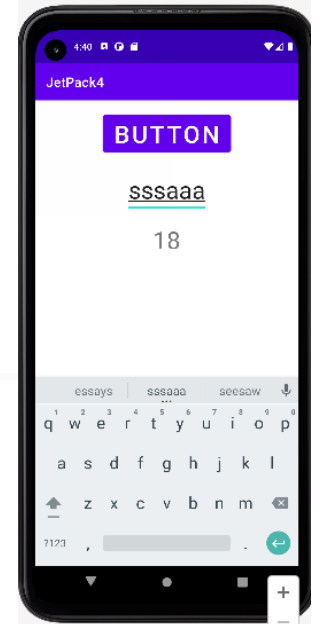 4:40
JetPack4
BUTTON
sssaaa
18
essays sssaaa seesaw
1 2 3 4 5 6 7 8 9 0
q w e r t y u i o p
a s d f g h j k l
z x c v b n m
?123 , .
+
−